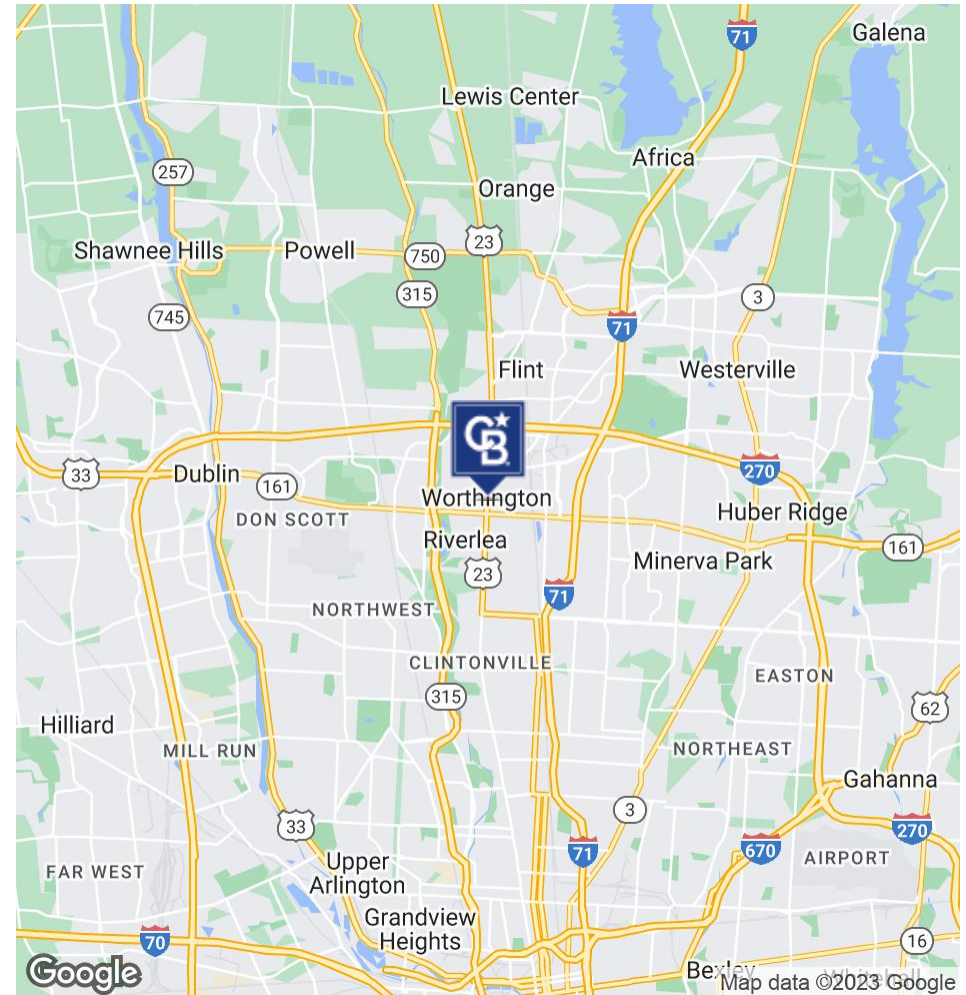 71
Galena
Lewis Center
Africa
257
Orange
Shawnee Hills
Powell
750
23
315
3
745
71
Flint
Westerville
CB
33
Dublin
161
270
Worthington
DON SCOTT
Huber Ridge
Riverlea
161
23
Minerva Park
71
NORTHWEST
CLINTONVILLE
EASTON
315
62
Hilliard
MILL RUN
NORTHEAST
Gahanna
3
33
270
71
670
AIRPORT
FAR WEST
Upper
Arlington
Grandview
Heights
70
16
Bexley
Whitehall
Google
Map data ©2023 Google